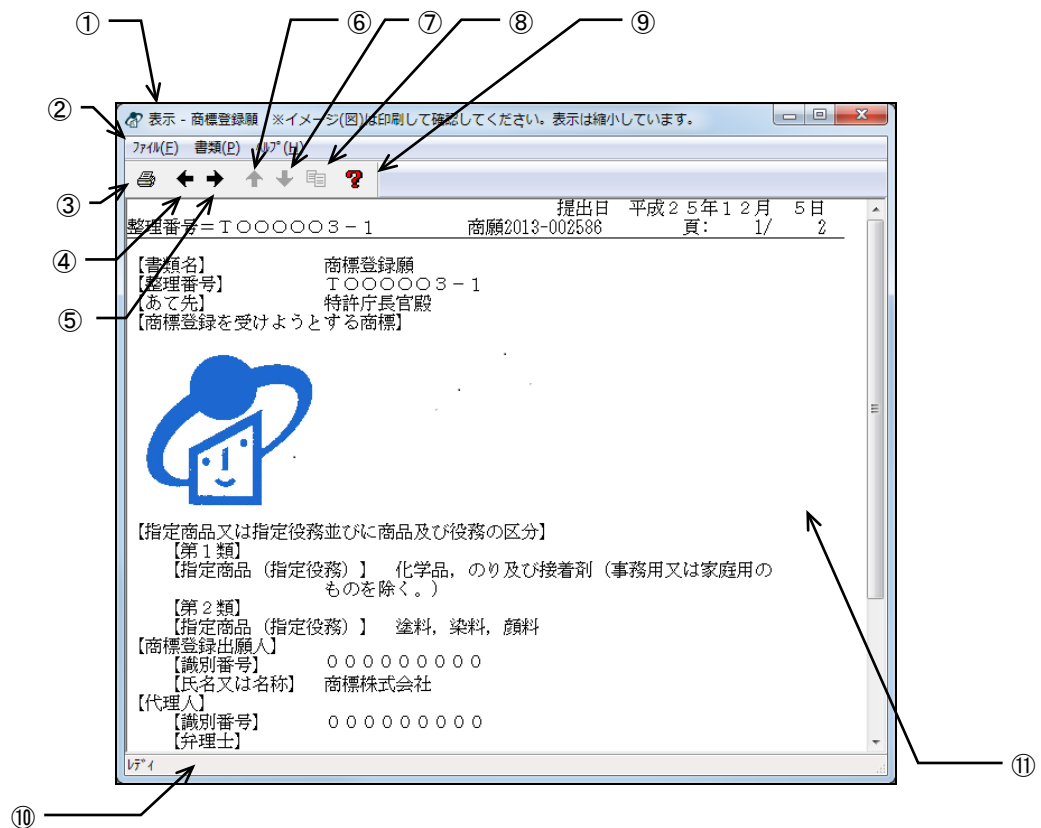 ⑥ ⑦ ⑧ ⑨
①
②
表示 - 商標登録願 ※イメージ(図)は印刷して確認してください。表示は縮小しています。
ﾌｧｲﾙ(F) 書類(P) ﾍﾙﾌﾟ(H)
③
提出日 平成２５年１２月 ５日
整理番号＝ＴＯＯＯＯＯ３－１ 商願2013-002586 頁： 1/ 2
④
【書類名】 商標登録願
【整理番号】 ＴＯＯＯＯＯ３－１
【あて先】 特許庁長官殿
⑤
【商標登録を受けようとする商標】
【指定商品又は指定役務並びに商品及び役務の区分】
【第１類】
【指定商品（指定役務）】 化学品，のり及び接着剤（事務用又は家庭用の
ものを除く。）
【第２類】
【指定商品（指定役務）】 塗料，染料，顔料
【商標登録出願人】
【識別番号】 ０００００００００
【氏名又は名称】 商標株式会社
【代理人】
【識別番号】 ０００００００００
【弁理士】
ﾚﾃﾞｨ
⑪
⑩